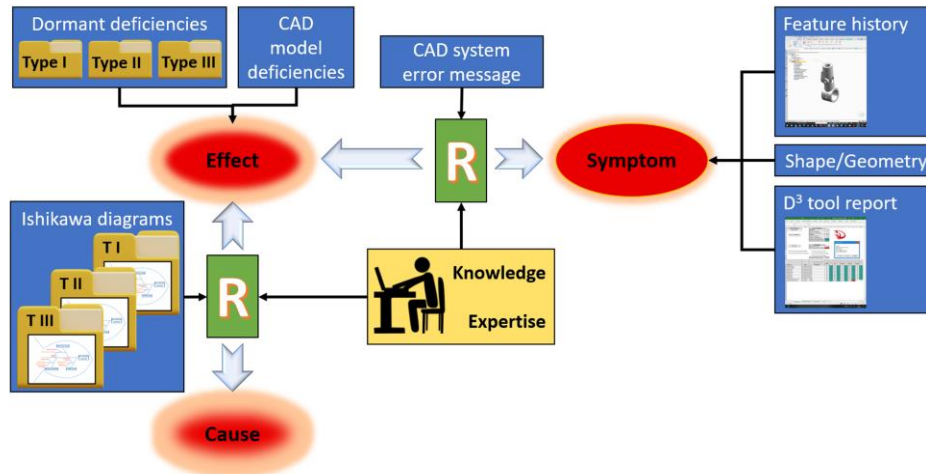 Dormant deficiencies
Type I
Type II
Type III
CAD
model
deficiencies
CAD system
error message
Feature history
Effect
R
Symptom
Shape/Geometry
D³ tool report
Ishikawa diagrams
T I
T II
T III
R
Knowledge
Expertise
Cause